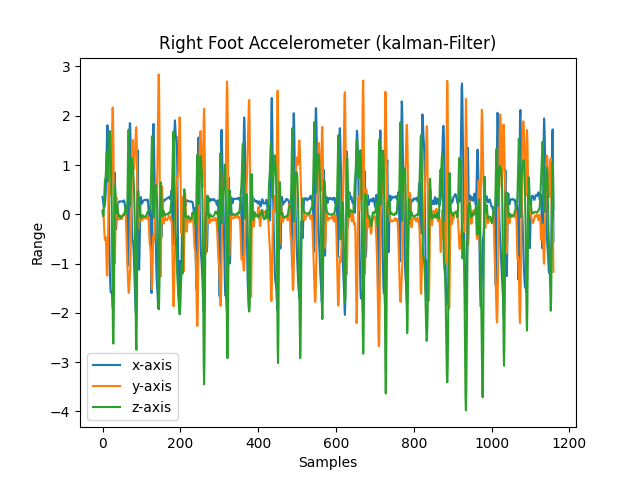 Right Foot Accelerometer (kalman-Filter)
3
2
1
0
−1
−2
−3
−4
Range
x-axis
y-axis
z-axis
0 200 400 600 800 1000 1200
Samples